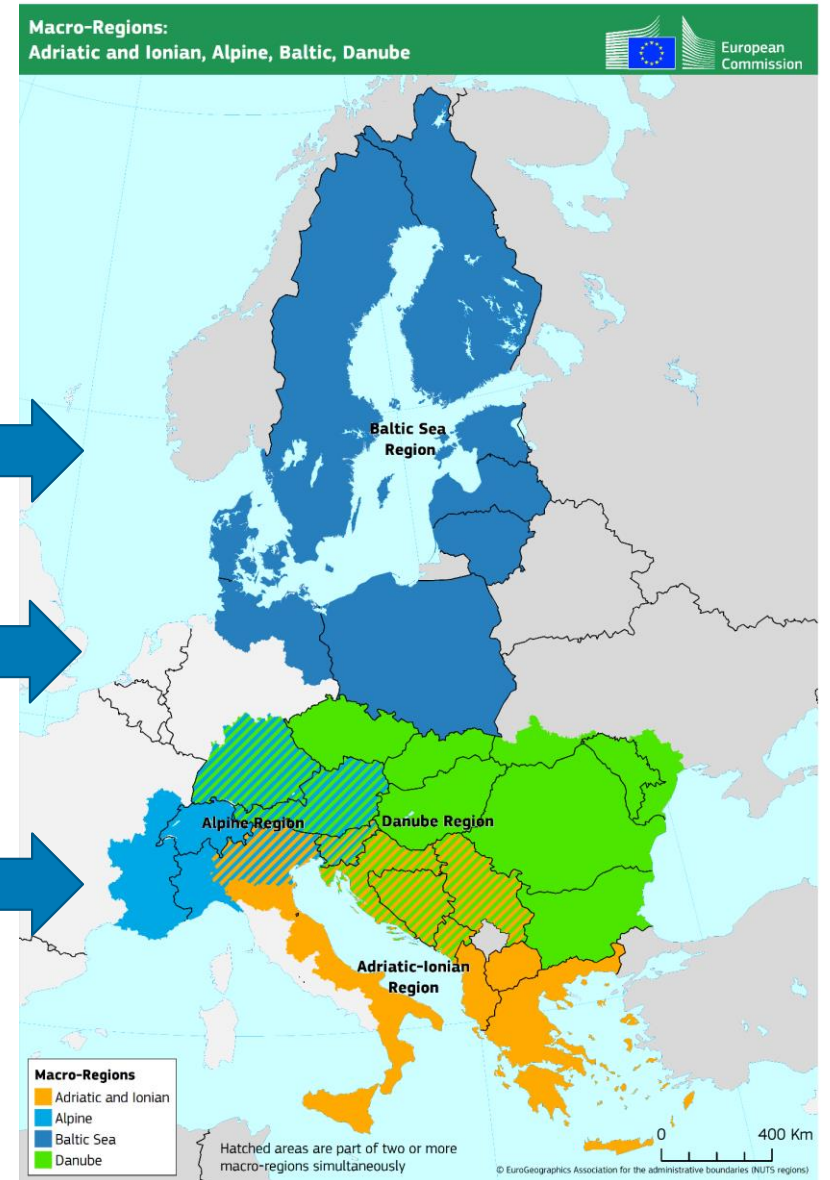 Macro-Regions:
Adriatic and Ionian, Alpine, Baltic, Danube
European
Commission
Baltic Sea
Region
Alpine Region
Danube Region
Adriatic-Ionian
Region
Macro-Regions
Adriatic and Ionian
Alpine
Baltic Sea
Danube
Hatched areas are part of two or more
macro-regions simultaneously
0 400 Km
© EuroGeographics Association for the administrative boundaries (NUTS regions)